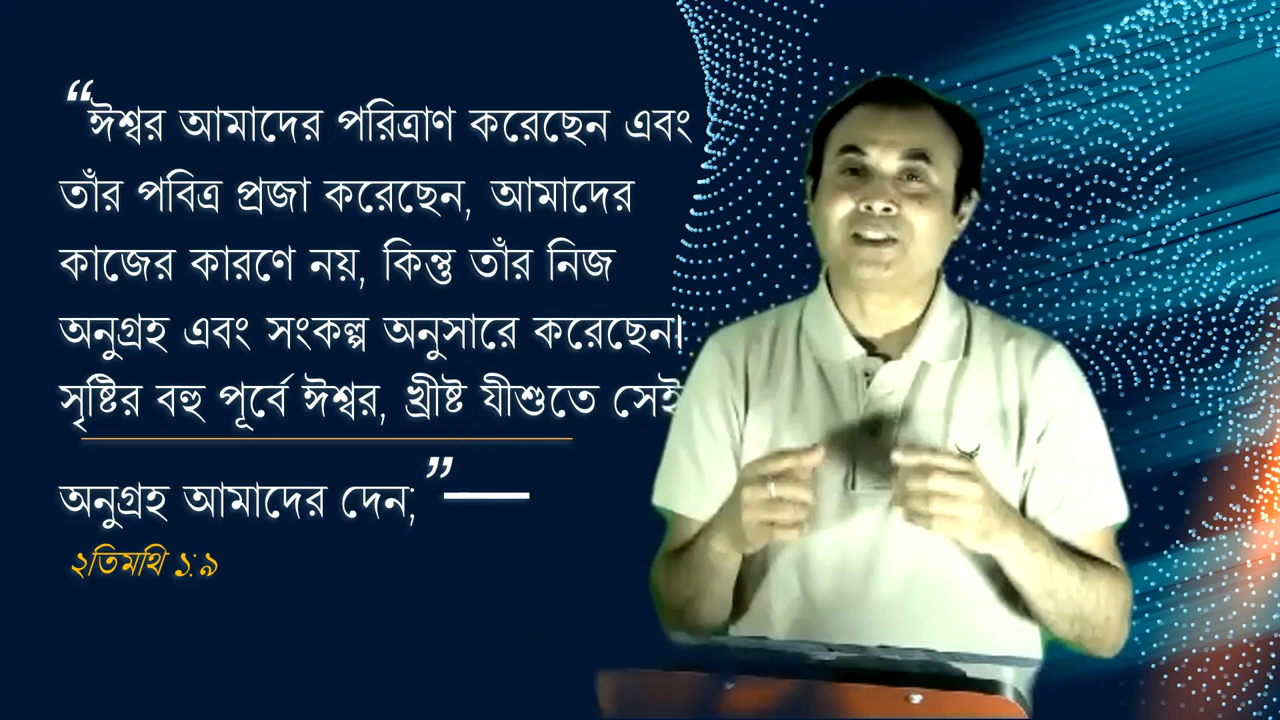 “ঈশ্বর আমাদের পরিত্রাণ করেছেন এবং
তাঁর পবিত্র প্রজা করেছেন, আমাদের
কাজের কারণে নয়, কিন্তু তাঁর নিজ
অনুগ্রহ এবং সংকল্প অনুসারে করেছেন।
সৃষ্টির বহু পূর্বে ঈশ্বর, খ্রীষ্ট যীশুতে সেই
অনুগ্রহ আমাদের দেন;”—
২তিমথি ১:৯